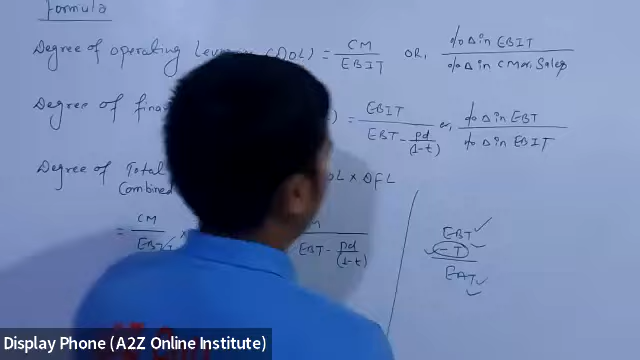 Formula
Degree of operating Lev (DOL) = CM / EBIT OR, % Δ in EBIT / % Δ in CM or, Sales
Degree of fina ) = EBIT / EBT - pd/(1-t) or, % Δ in EBT / % Δ in EBIT
Degree of Total
Combined OL × DFL
= CM / EBIT × M / EBT - pd/(1-t)
EBT
- T
EAT
Display Phone (A2Z Online Institute)